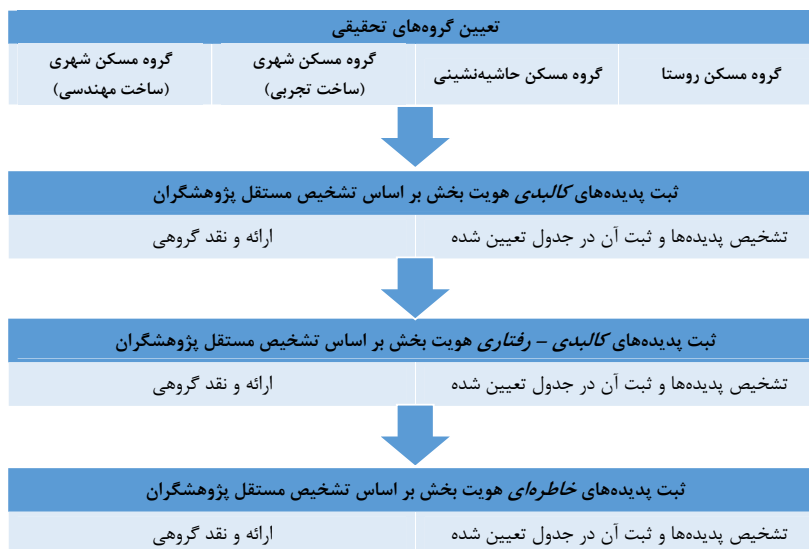 تعیین گروه‌های تحقیقی
گروه مسکن روستا
گروه مسکن حاشیه‌نشینی
گروه مسکن شهری
(ساخت تجربی)
گروه مسکن شهری
(ساخت مهندسی)
ثبت پدیده‌های کالبدی هویت بخش بر اساس تشخیص مستقل پژوهشگران
تشخیص پدیده‌ها و ثبت آن در جدول تعیین شده
ارائه و نقد گروهی
ثبت پدیده‌های کالبدی – رفتاری هویت بخش بر اساس تشخیص مستقل پژوهشگران
تشخیص پدیده‌ها و ثبت آن در جدول تعیین شده
ارائه و نقد گروهی
ثبت پدیده‌های خاطره‌ای هویت بخش بر اساس تشخیص مستقل پژوهشگران
تشخیص پدیده‌ها و ثبت آن در جدول تعیین شده
ارائه و نقد گروهی